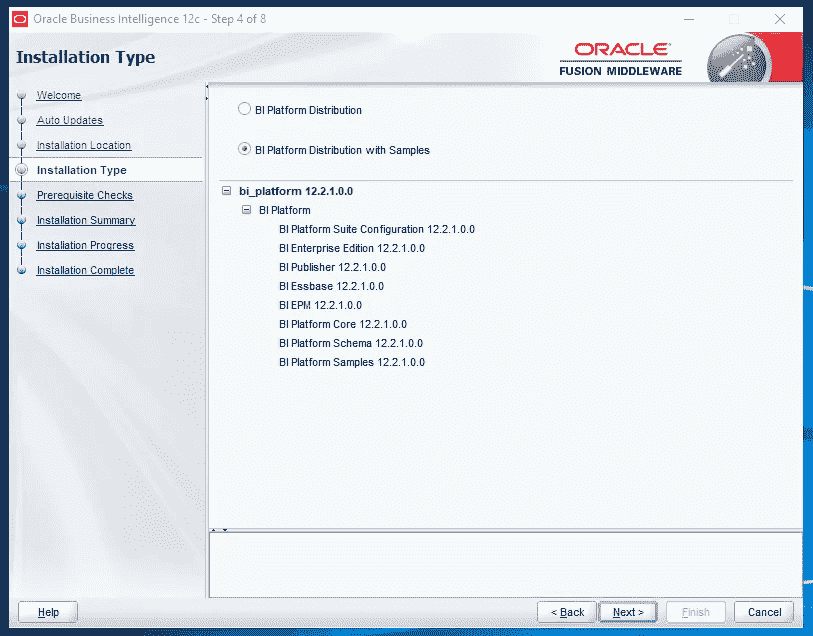 Oracle Business Intelligence 12c - Step 4 of 8
Installation Type
ORACLE
FUSION MIDDLEWARE
Welcome
Auto Updates
Installation Location
Installation Type
Prerequisite Checks
Installation Summary
Installation Progress
Installation Complete
BI Platform Distribution
BI Platform Distribution with Samples
bi_platform 12.2.1.0.0
BI Platform
BI Platform Suite Configuration 12.2.1.0.0
BI Enterprise Edition 12.2.1.0.0
BI Publisher 12.2.1.0.0
BI Essbase 12.2.1.0.0
BI EPM 12.2.1.0.0
BI Platform Core 12.2.1.0.0
BI Platform Schema 12.2.1.0.0
BI Platform Samples 12.2.1.0.0
Help
< Back
Next >
Finish
Cancel